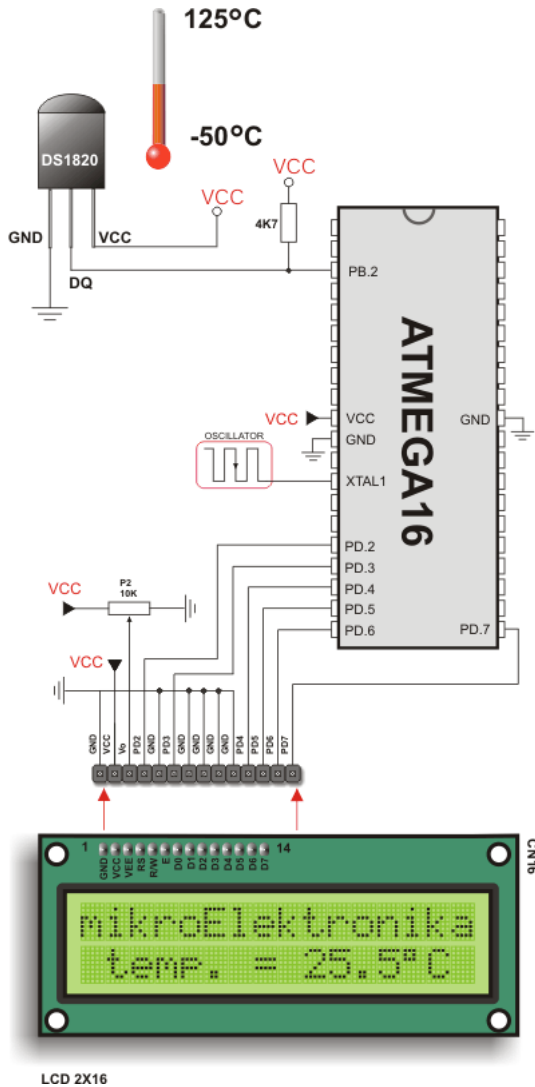 125°C
-50°C
DS1820
VCC
VCC
4K7
GND
VCC
DQ
PB.2
ATMEGA16
VCC
VCC
GND
GND
OSCILLATOR
XTAL1
PD.2
PD.3
PD.4
PD.5
PD.6
PD.7
P2
10K
VCC
VCC
GND
VCC
Vo
PD2
GND
PD3
GND
GND
GND
GND
PD4
PD5
PD6
PD7
1
14
GND
VCC
VEE
RS
R/W
E
D0
D1
D2
D3
D4
D5
D6
D7
CN16
mikroElektronika
temp. = 25.5°C
LCD 2X16